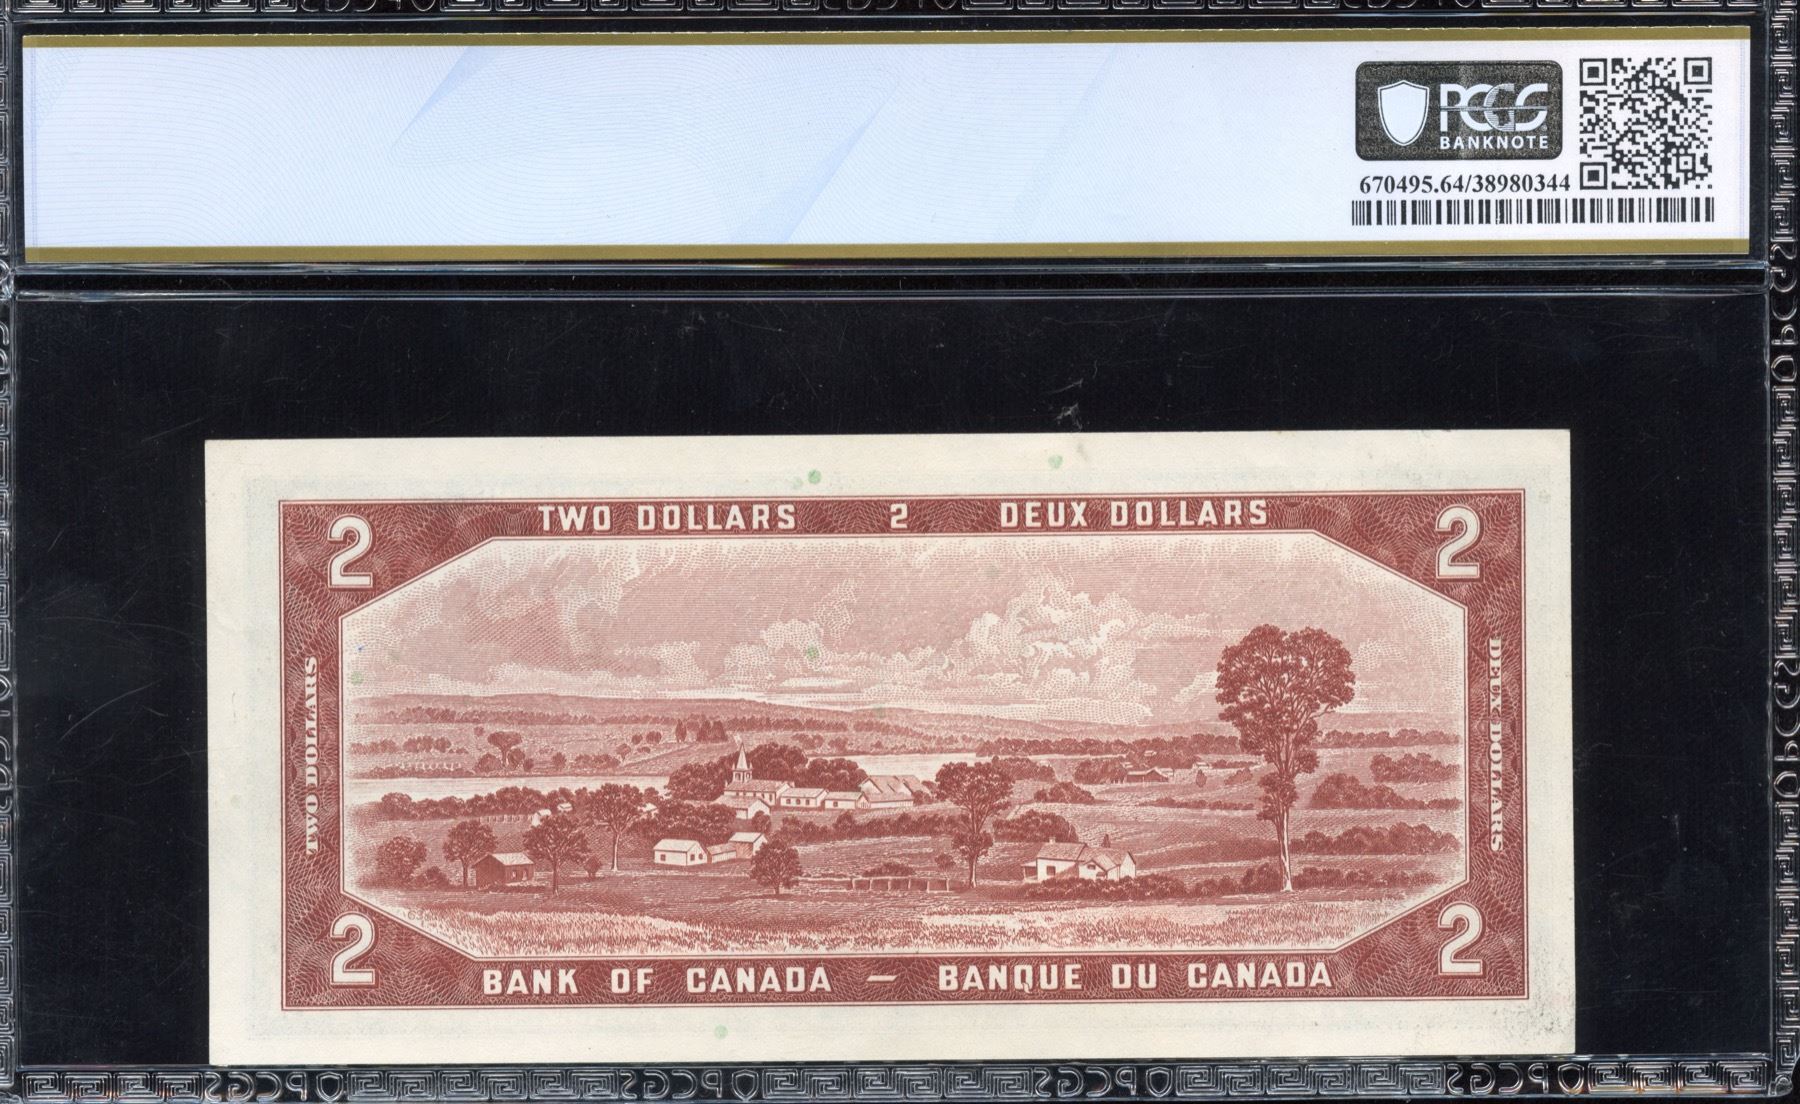 PCGS
BANKNOTE
670495.64/38980344
2 TWO DOLLARS 2 DEUX DOLLARS 2
TWO DOLLARS
DEUX DOLLARS
2 BANK OF CANADA — BANQUE DU CANADA 2